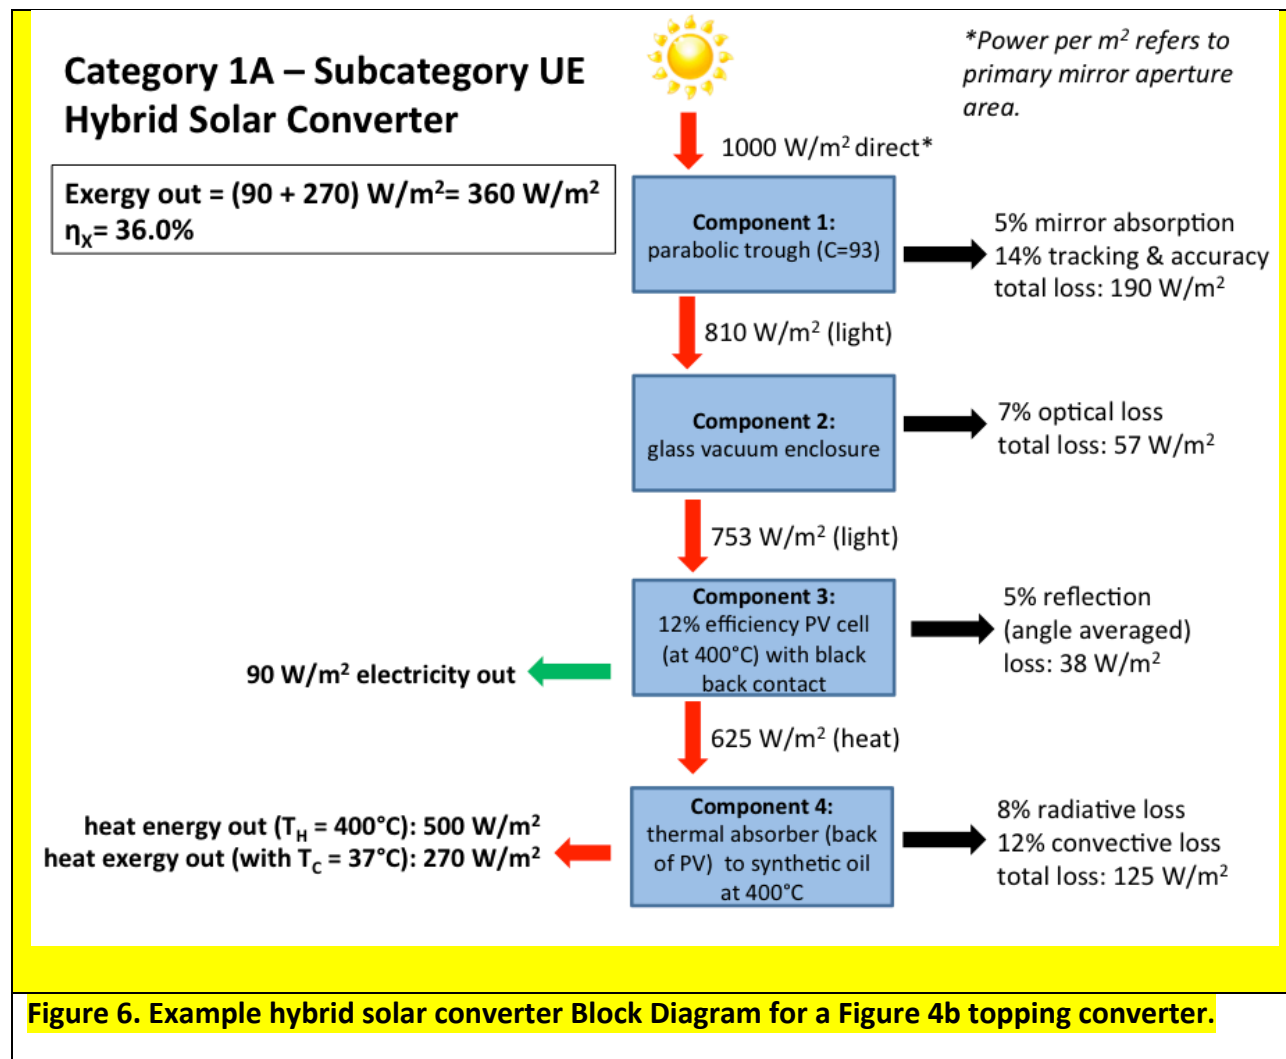 Category 1A – Subcategory UE
Hybrid Solar Converter
*Power per m² refers to
primary mirror aperture
area.
1000 W/m² direct*
Exergy out = (90 + 270) W/m²= 360 W/m²
ηX= 36.0%
Component 1:
parabolic trough (C=93)
5% mirror absorption
14% tracking & accuracy
total loss: 190 W/m²
810 W/m² (light)
Component 2:
glass vacuum enclosure
7% optical loss
total loss: 57 W/m²
753 W/m² (light)
Component 3:
12% efficiency PV cell
(at 400°C) with black
back contact
5% reflection
(angle averaged)
loss: 38 W/m²
90 W/m² electricity out
625 W/m² (heat)
Component 4:
thermal absorber (back
of PV) to synthetic oil
at 400°C
8% radiative loss
12% convective loss
total loss: 125 W/m²
heat energy out (TH = 400°C): 500 W/m²
heat exergy out (with TC = 37°C): 270 W/m²
Figure 6. Example hybrid solar converter Block Diagram for a Figure 4b topping converter.